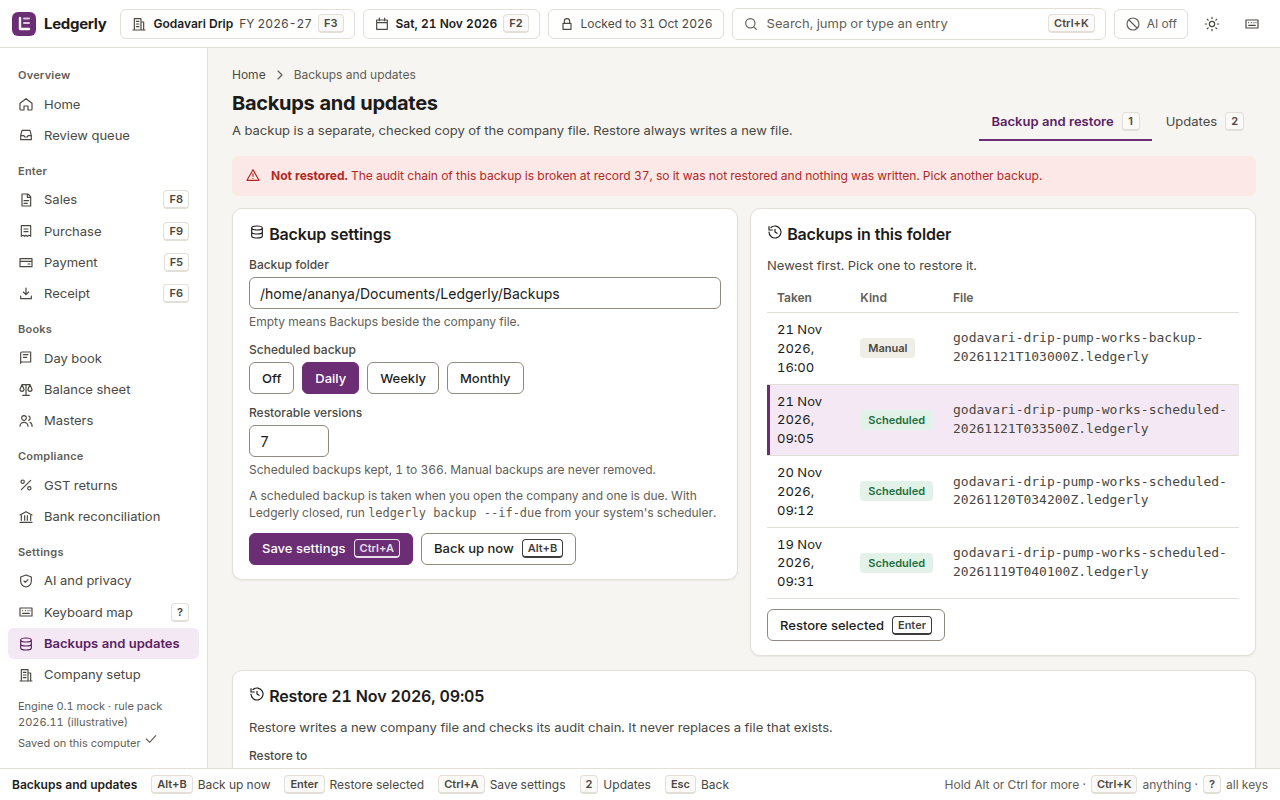 Ledgerly
Godavari Drip FY 2026-27 F3
Sat, 21 Nov 2026 F2
Locked to 31 Oct 2026
Search, jump or type an entry Ctrl+K
AI off
Overview
Home
Review queue
Enter
Sales F8
Purchase F9
Payment F5
Receipt F6
Books
Day book
Balance sheet
Masters
Compliance
GST returns
Bank reconciliation
Settings
AI and privacy
Keyboard map ?
Backups and updates
Company setup
Engine 0.1 mock · rule pack
2026.11 (illustrative)
Saved on this computer
Home > Backups and updates
Backups and updates
A backup is a separate, checked copy of the company file. Restore always writes a new file.
Backup and restore 1
Updates 2
Not restored. The audit chain of this backup is broken at record 37, so it was not restored and nothing was written. Pick another backup.
Backup settings
Backup folder
/home/ananya/Documents/Ledgerly/Backups
Empty means Backups beside the company file.
Scheduled backup
Off Daily Weekly Monthly
Restorable versions
7
Scheduled backups kept, 1 to 366. Manual backups are never removed.
A scheduled backup is taken when you open the company and one is due. With
Ledgerly closed, run ledgerly backup --if-due from your system's scheduler.
Save settings Ctrl+A
Back up now Alt+B
Backups in this folder
Newest first. Pick one to restore it.
Taken Kind File
21 Nov
2026,
16:00
Manual
godavari-drip-pump-works-backup-
20261121T103000Z.ledgerly
21 Nov
2026,
09:05
Scheduled
godavari-drip-pump-works-scheduled-
20261121T033500Z.ledgerly
20 Nov
2026,
09:12
Scheduled
godavari-drip-pump-works-scheduled-
20261120T034200Z.ledgerly
19 Nov
2026,
09:31
Scheduled
godavari-drip-pump-works-scheduled-
20261119T040100Z.ledgerly
Restore selected Enter
Restore 21 Nov 2026, 09:05
Restore writes a new company file and checks its audit chain. It never replaces a file that exists.
Restore to
Backups and updates Alt+B Back up now Enter Restore selected Ctrl+A Save settings 2 Updates Esc Back
Hold Alt or Ctrl for more · Ctrl+K anything · ? all keys